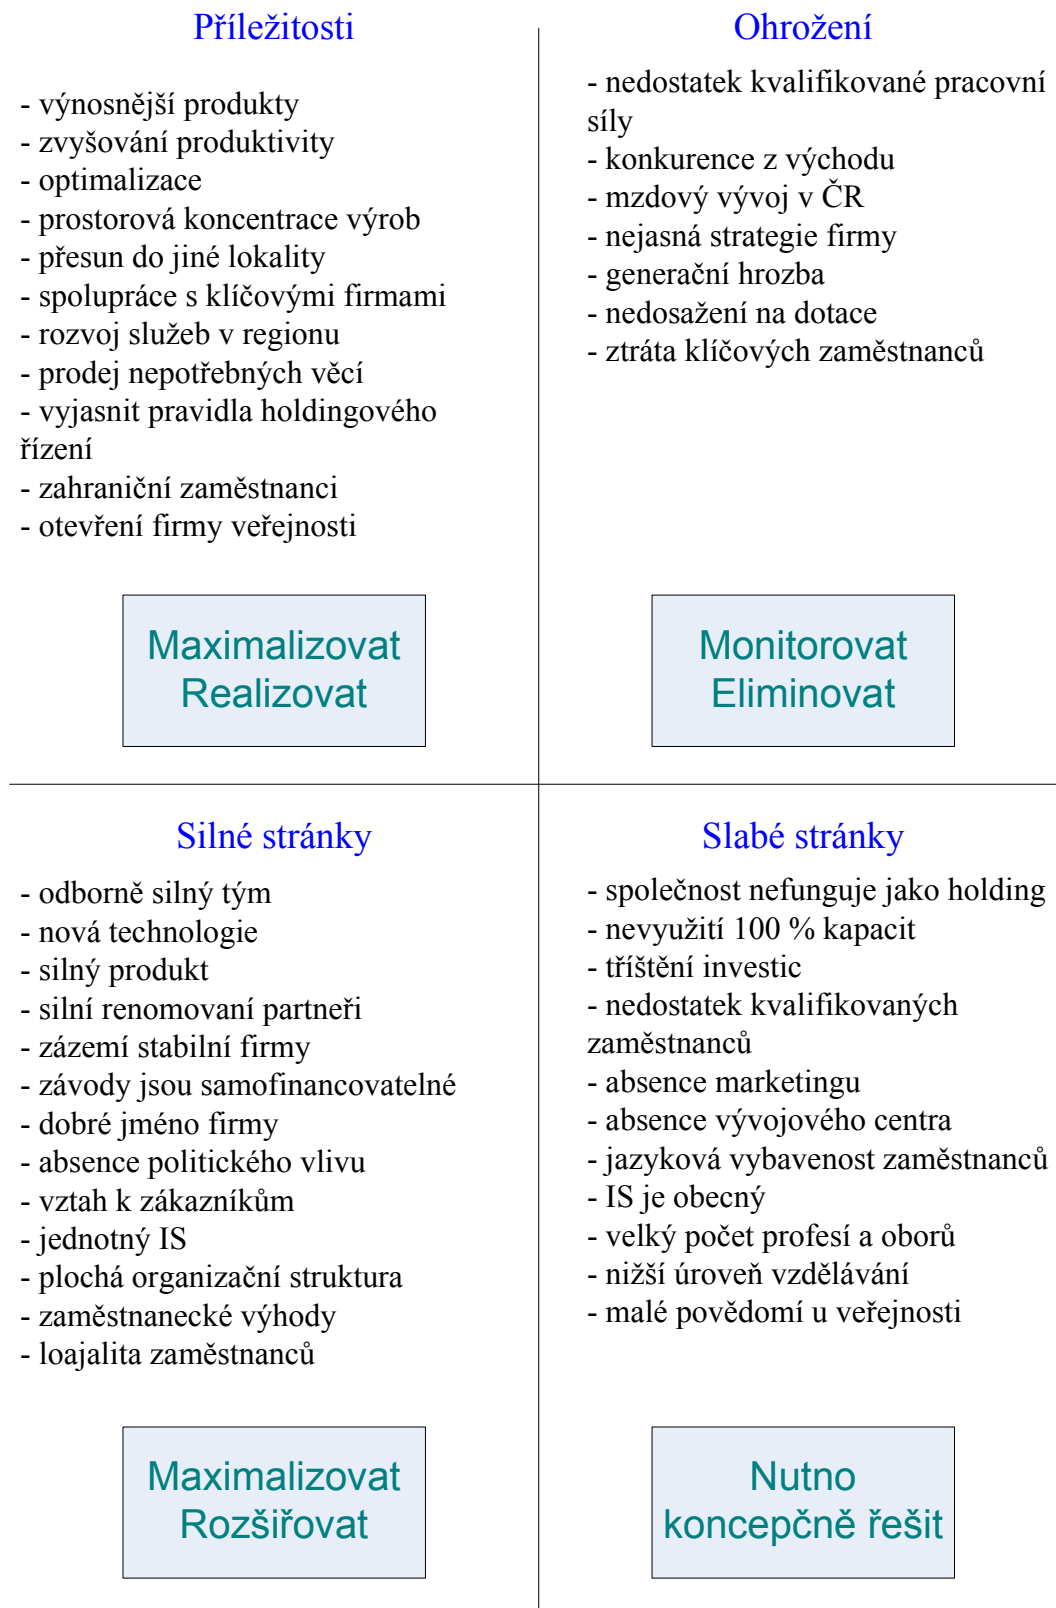 Příležitosti
- výnosnější produkty
- zvyšování produktivity
- optimalizace
- prostorová koncentrace výrob
- přesun do jiné lokality
- spolupráce s klíčovými firmami
- rozvoj služeb v regionu
- prodej nepotřebných věcí
- vyjasnit pravidla holdingového
řízení
- zahraniční zaměstnanci
- otevření firmy veřejnosti
Maximalizovat
Realizovat
Ohrožení
- nedostatek kvalifikované pracovní
síly
- konkurence z východu
- mzdový vývoj v ČR
- nejasná strategie firmy
- generační hrozba
- nedosažení na dotace
- ztráta klíčových zaměstnanců
Monitorovat
Eliminovat
Silné stránky
- odborně silný tým
- nová technologie
- silný produkt
- silní renomovaní partneři
- zázemí stabilní firmy
- závody jsou samofinancovatelné
- dobré jméno firmy
- absence politického vlivu
- vztah k zákazníkům
- jednotný IS
- plochá organizační struktura
- zaměstnanecké výhody
- loajalita zaměstnanců
Maximalizovat
Rozšiřovat
Slabé stránky
- společnost nefunguje jako holding
- nevyužití 100 % kapacit
- tříštění investic
- nedostatek kvalifikovaných
zaměstnanců
- absence marketingu
- absence vývojového centra
- jazyková vybavenost zaměstnanců
- IS je obecný
- velký počet profesí a oborů
- nižší úroveň vzdělávání
- malé povědomí u veřejnosti
Nutno
koncepčně řešit